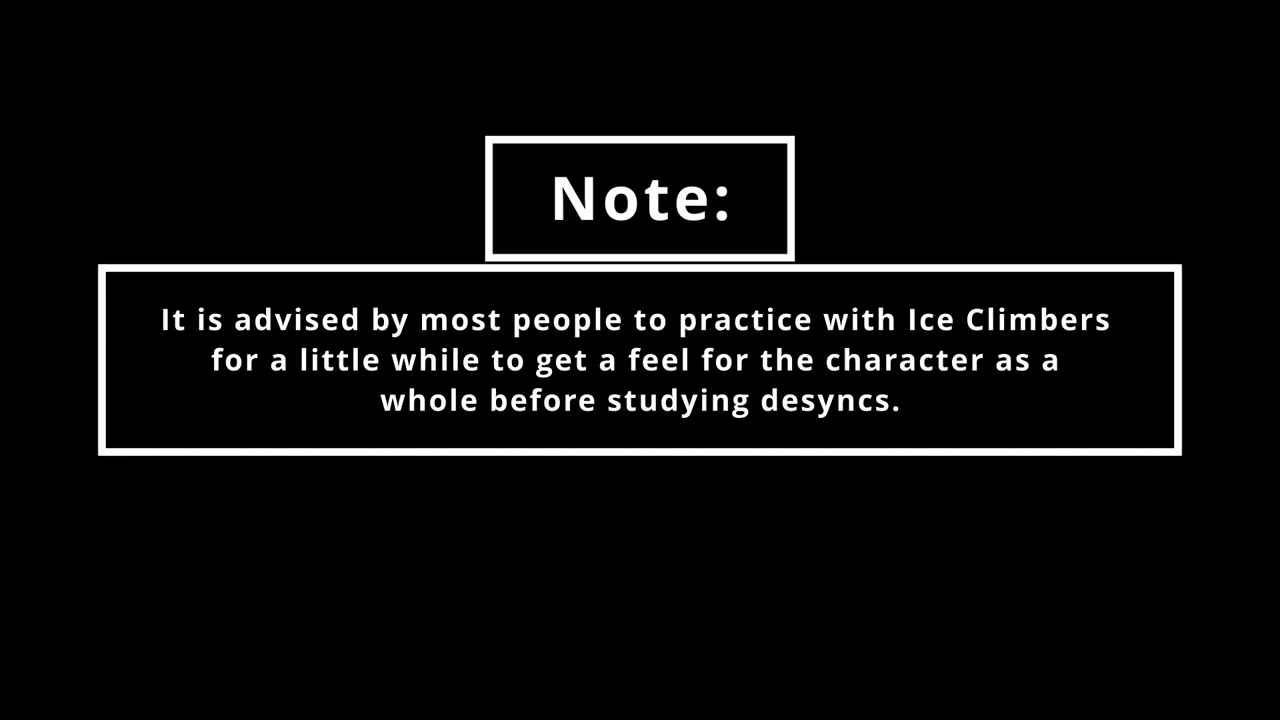 Note:
It is advised by most people to practice with Ice Climbers
for a little while to get a feel for the character as a
whole before studying desyncs.